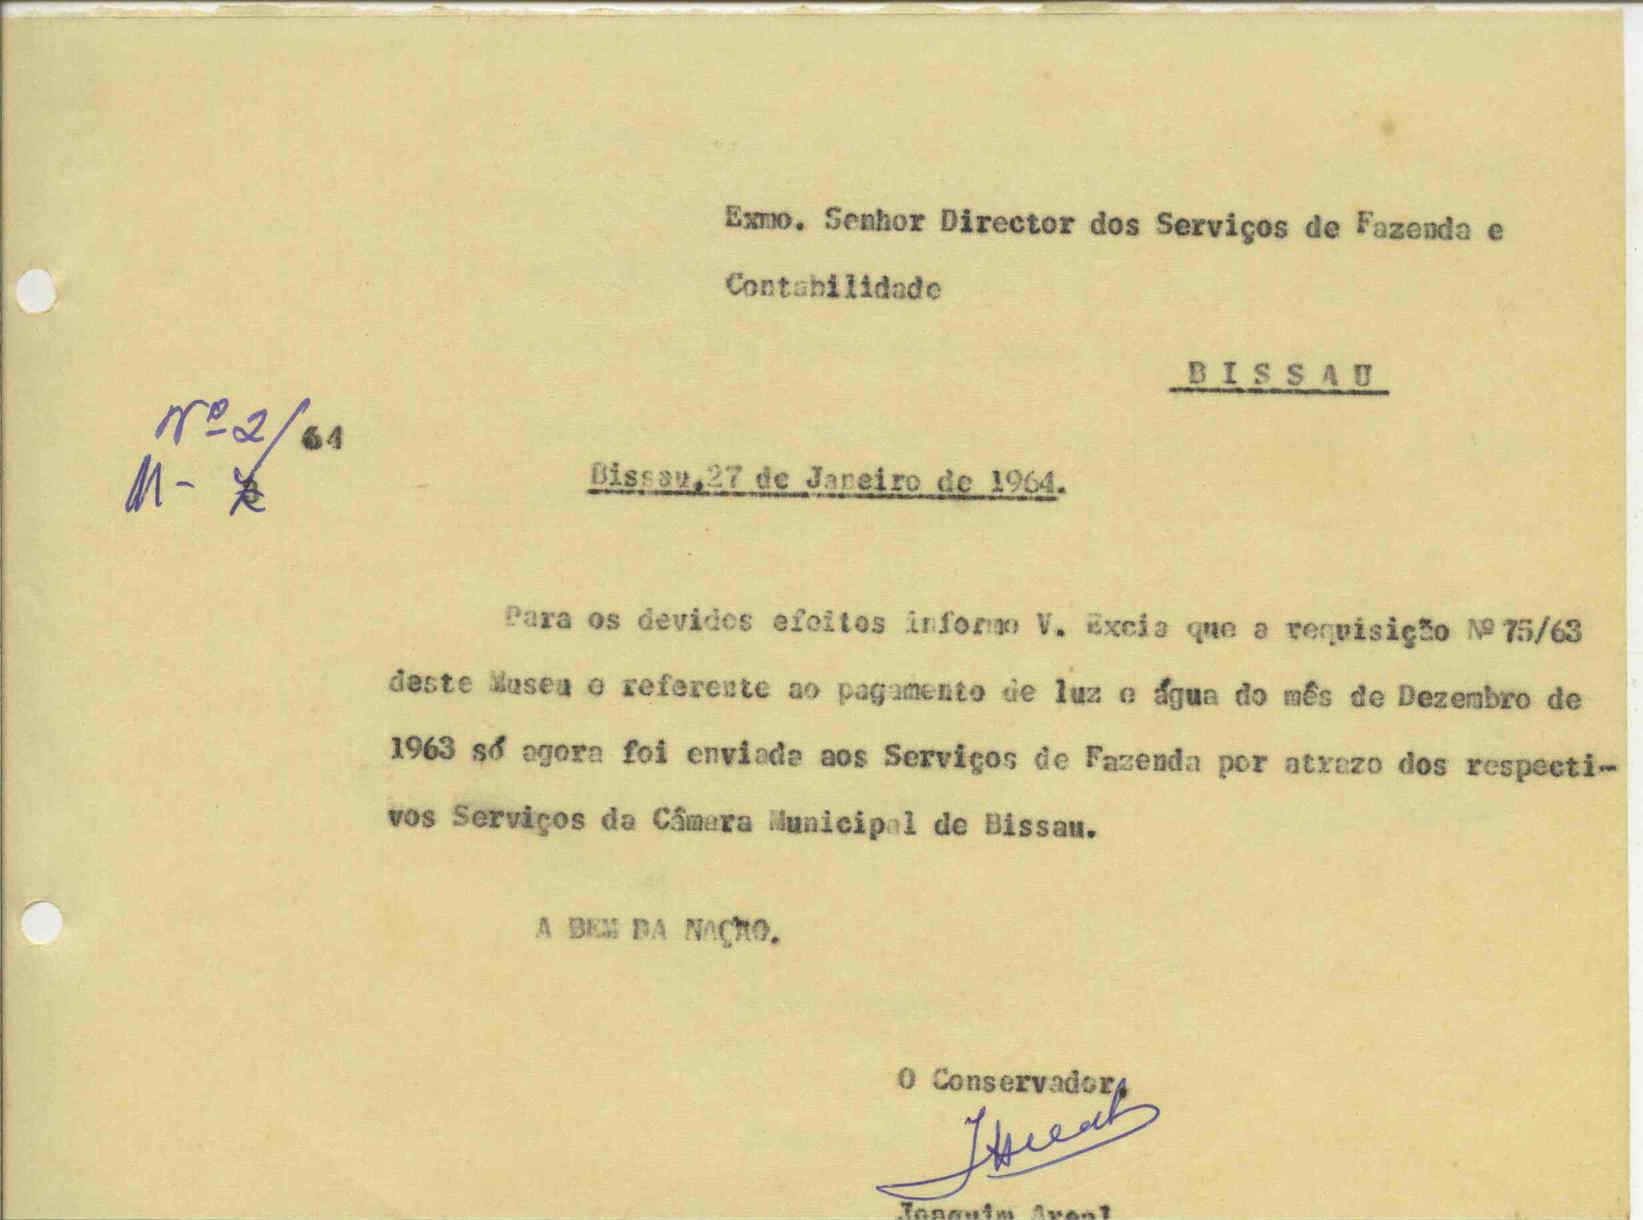 Exmo. Senhor Director dos Serviços de Fazenda e
Contabilidade
B I S S A U
Nº 2/64
M-
Bissau,27 de Janeiro de 1964.
Para os devidos efeitos informo V. Excia que a requisição Nº 75/63
deste Museu e referente ao pagamento de luz e água do mês de Dezembro de
1963 só agora foi enviada aos Serviços de Fazenda por atrazo dos respecti-
vos Serviços da Câmara Municipal de Bissau.
A BEM DA NAÇÃO.
O Conservador,
Joaquim Areal